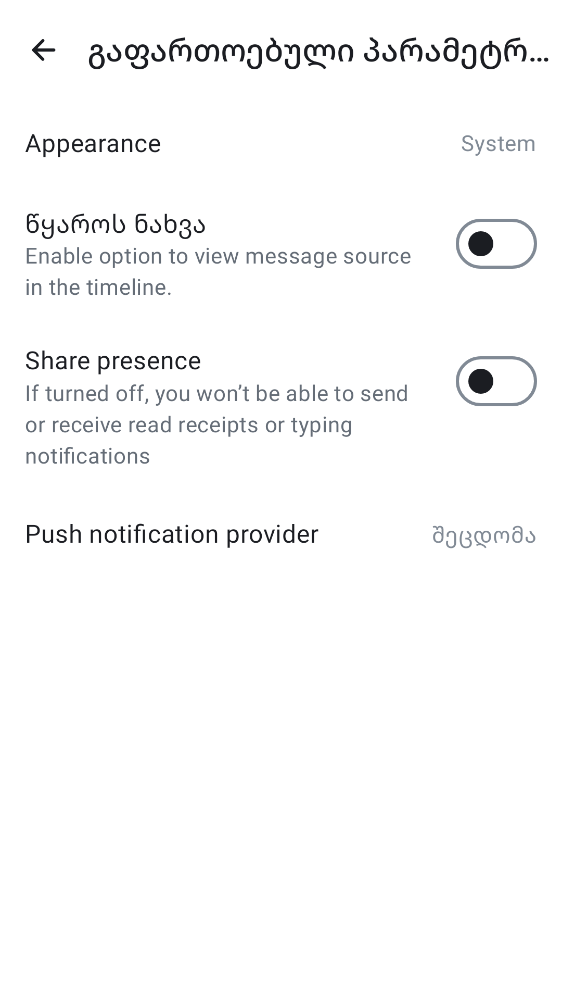 გაფართოებული პარამეტრ...
Appearance
System
წყაროს ნახვა
Enable option to view message source
in the timeline.
Share presence
If turned off, you won’t be able to send
or receive read receipts or typing
notifications
Push notification provider
შეცდომა